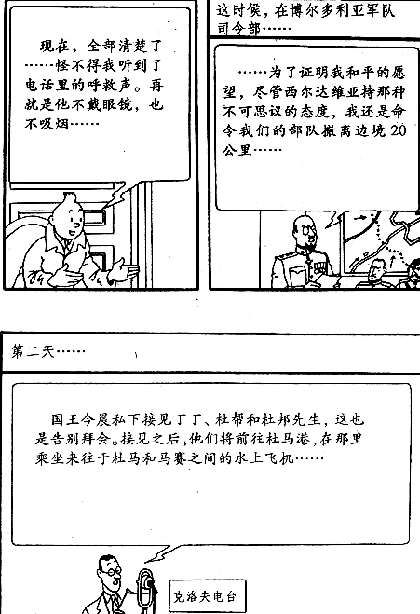 现在，全部清楚了
……怪不得我听到了
电话里的呼救声。再
就是他不戴眼镜，也
不吸烟……
这时候，在博尔多利亚军队
司令部……
……为了证明我和平的愿
望，尽管西尔达维亚持那种
不可思议的态度，我还是命
令我们的部队撤离边境20
公里……
第二天……
国王今晨私下接见丁丁、杜帮和杜邦先生，这也
是告别拜会。接见之后，他们将前往杜马港，在那里
乘坐来往于杜马和马赛之间的水上飞机……
克洛夫电台